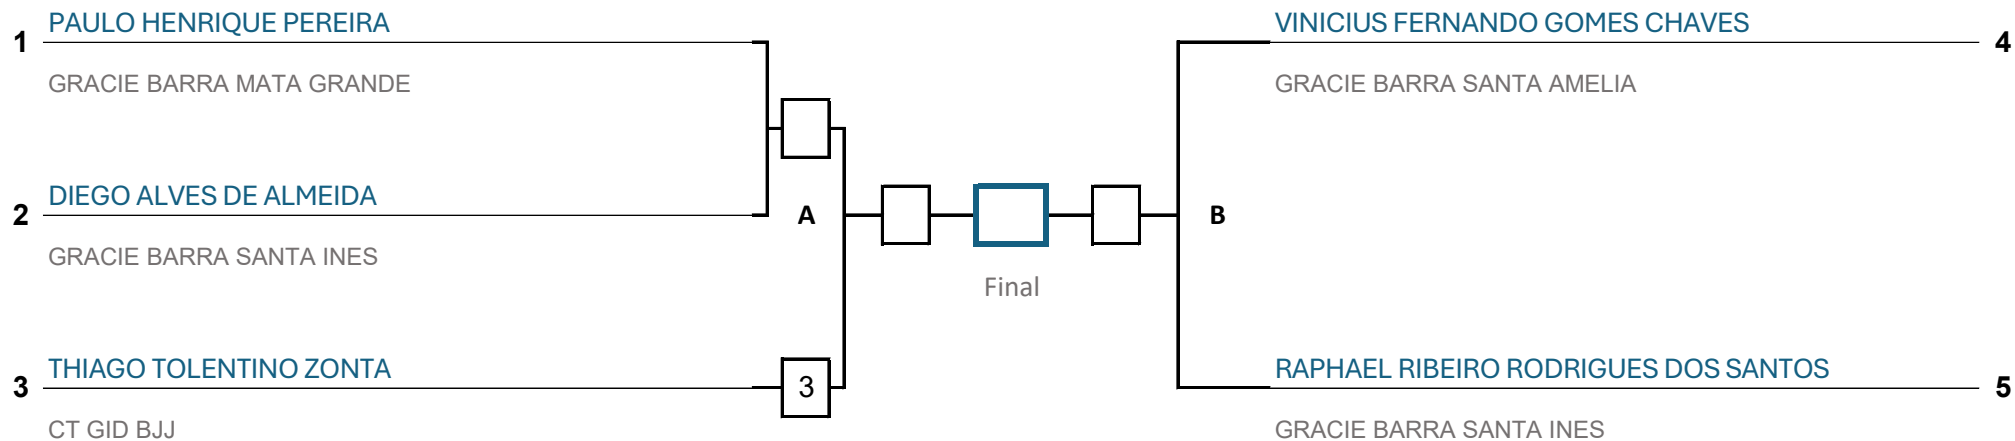 PAULO HENRIQUE PEREIRA
1
GRACIE BARRA MATA GRANDE
DIEGO ALVES DE ALMEIDA
2
GRACIE BARRA SANTA INES
A
THIAGO TOLENTINO ZONTA
3
3
CT GID BJJ
Final
VINICIUS FERNANDO GOMES CHAVES
4
GRACIE BARRA SANTA AMELIA
B
RAPHAEL RIBEIRO RODRIGUES DOS SANTOS
5
GRACIE BARRA SANTA INES